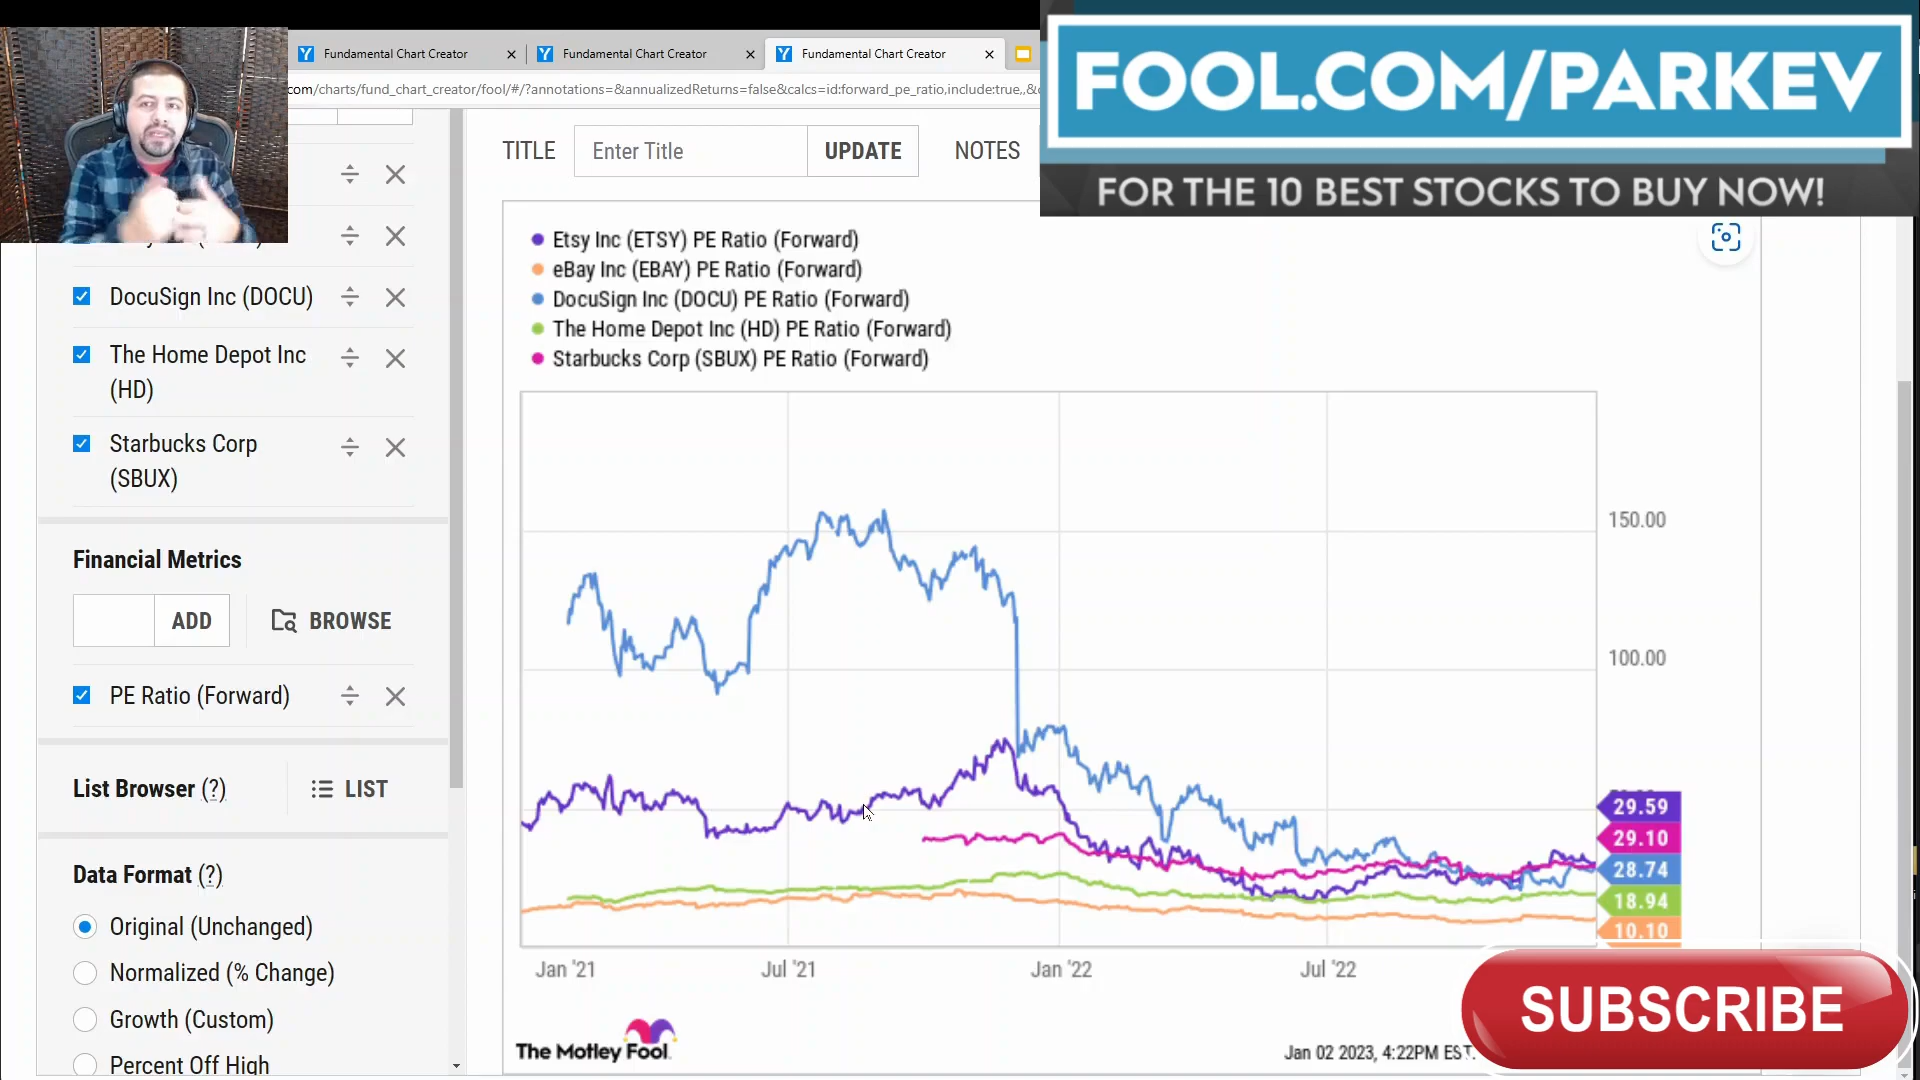 Fundamental Chart Creator
Fundamental Chart Creator
Fundamental Chart Creator
com/charts/fund_chart_creator/fool/#/?annotations=&annualizedReturns=false&calcs=id:forward_pe_ratio,include:true,,&
FOOL.COM/PARKEV
FOR THE 10 BEST STOCKS TO BUY NOW!
TITLE
Enter Title
UPDATE
NOTES
DocuSign Inc (DOCU)
The Home Depot Inc
(HD)
Starbucks Corp
(SBUX)
Financial Metrics
ADD
BROWSE
PE Ratio (Forward)
List Browser (?)
LIST
Data Format (?)
Original (Unchanged)
Normalized (% Change)
Growth (Custom)
Percent Off High
Etsy Inc (ETSY) PE Ratio (Forward)
eBay Inc (EBAY) PE Ratio (Forward)
DocuSign Inc (DOCU) PE Ratio (Forward)
The Home Depot Inc (HD) PE Ratio (Forward)
Starbucks Corp (SBUX) PE Ratio (Forward)
150.00
100.00
29.59
29.10
28.74
18.94
10.10
Jan '21
Jul '21
Jan '22
Jul '22
The Motley Fool.
Jan 02 2023, 4:22PM EST.
SUBSCRIBE